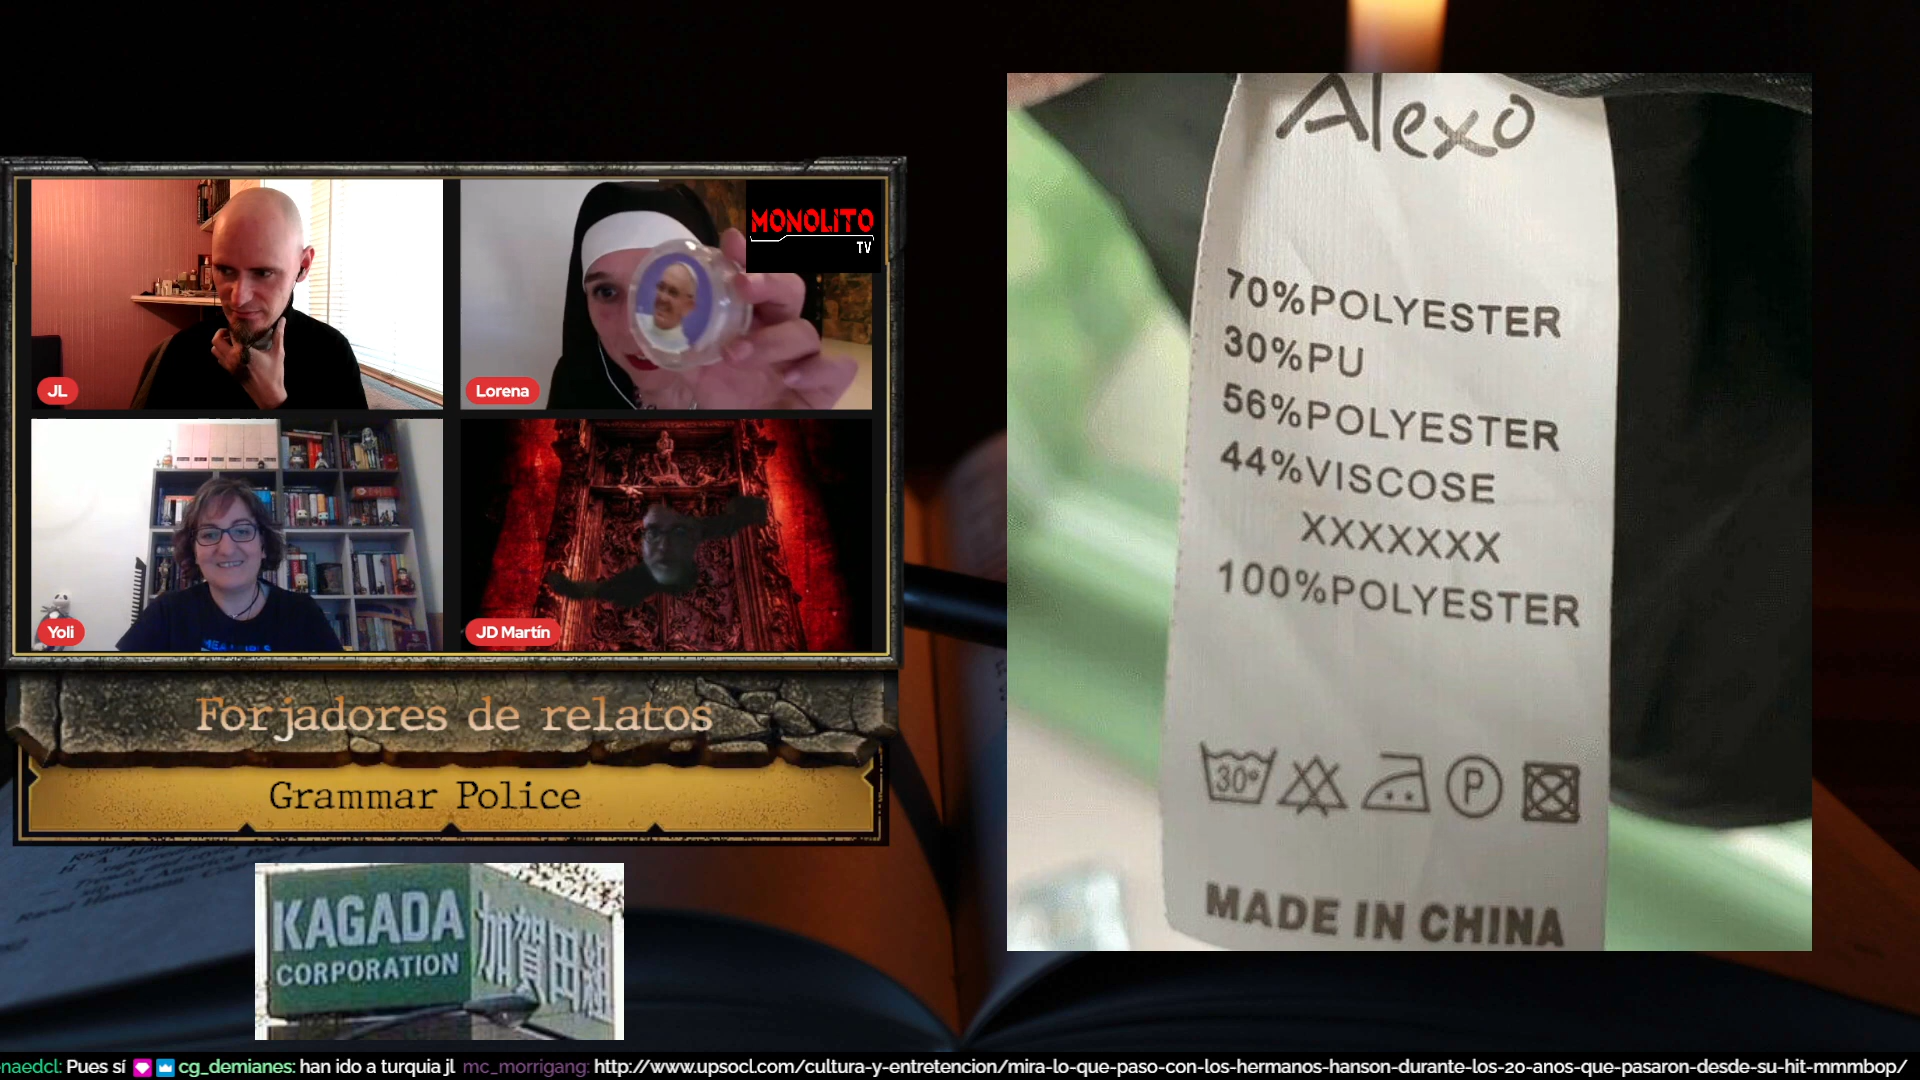 Alexo
70%POLYESTER
30%PU
56%POLYESTER
44%VISCOSE
XXXXXXX
100%POLYESTER
30°
P
MADE IN CHINA
MONOLITO
TV
JL
Lorena
Yoli
JD Martín
Forjadores de relatos
Grammar Police
KAGADA
CORPORATION
加賀田組
naedcl: Pues sí cg_demianes: han ido a turquia jl mc_morrigang: http://www.upsocl.com/cultura-y-entretencion/mira-lo-que-paso-con-los-hermanos-hanson-durante-los-20-anos-que-pasaron-desde-su-hit-mmmbop/